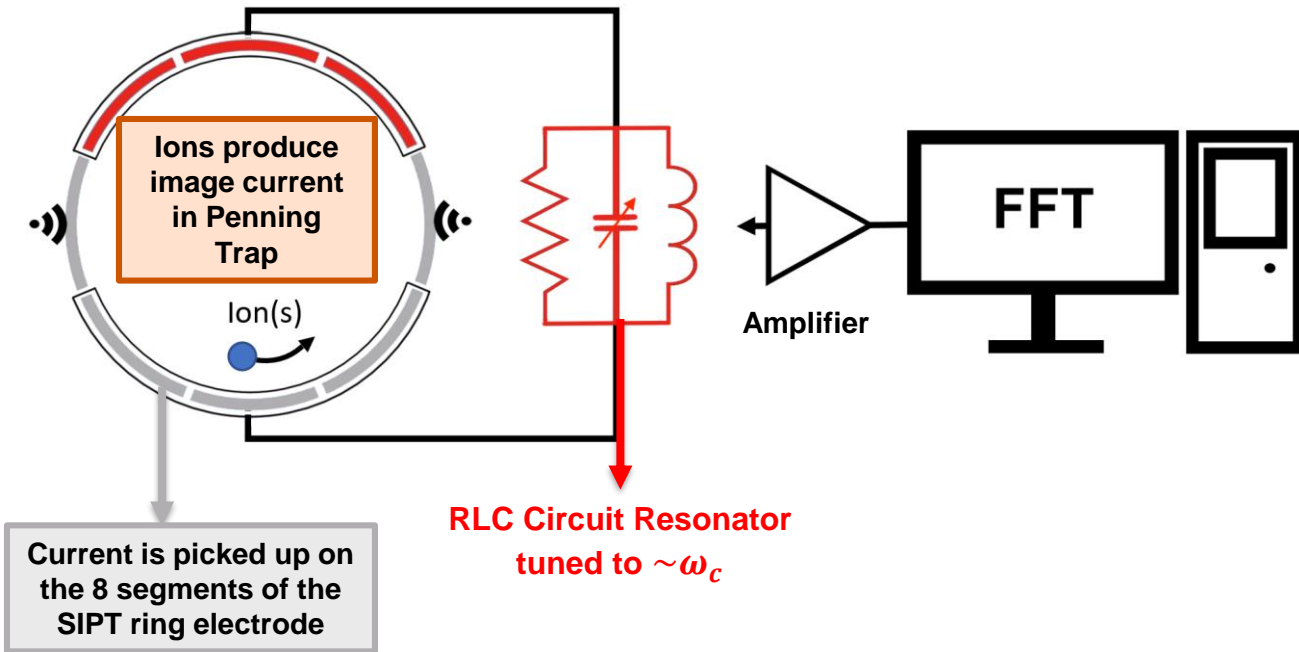 Ions produce
image current
in Penning
Trap
Ion(s)
FFT
Amplifier
RLC Circuit Resonator
tuned to ~ω_c
Current is picked up on
the 8 segments of the
SIPT ring electrode